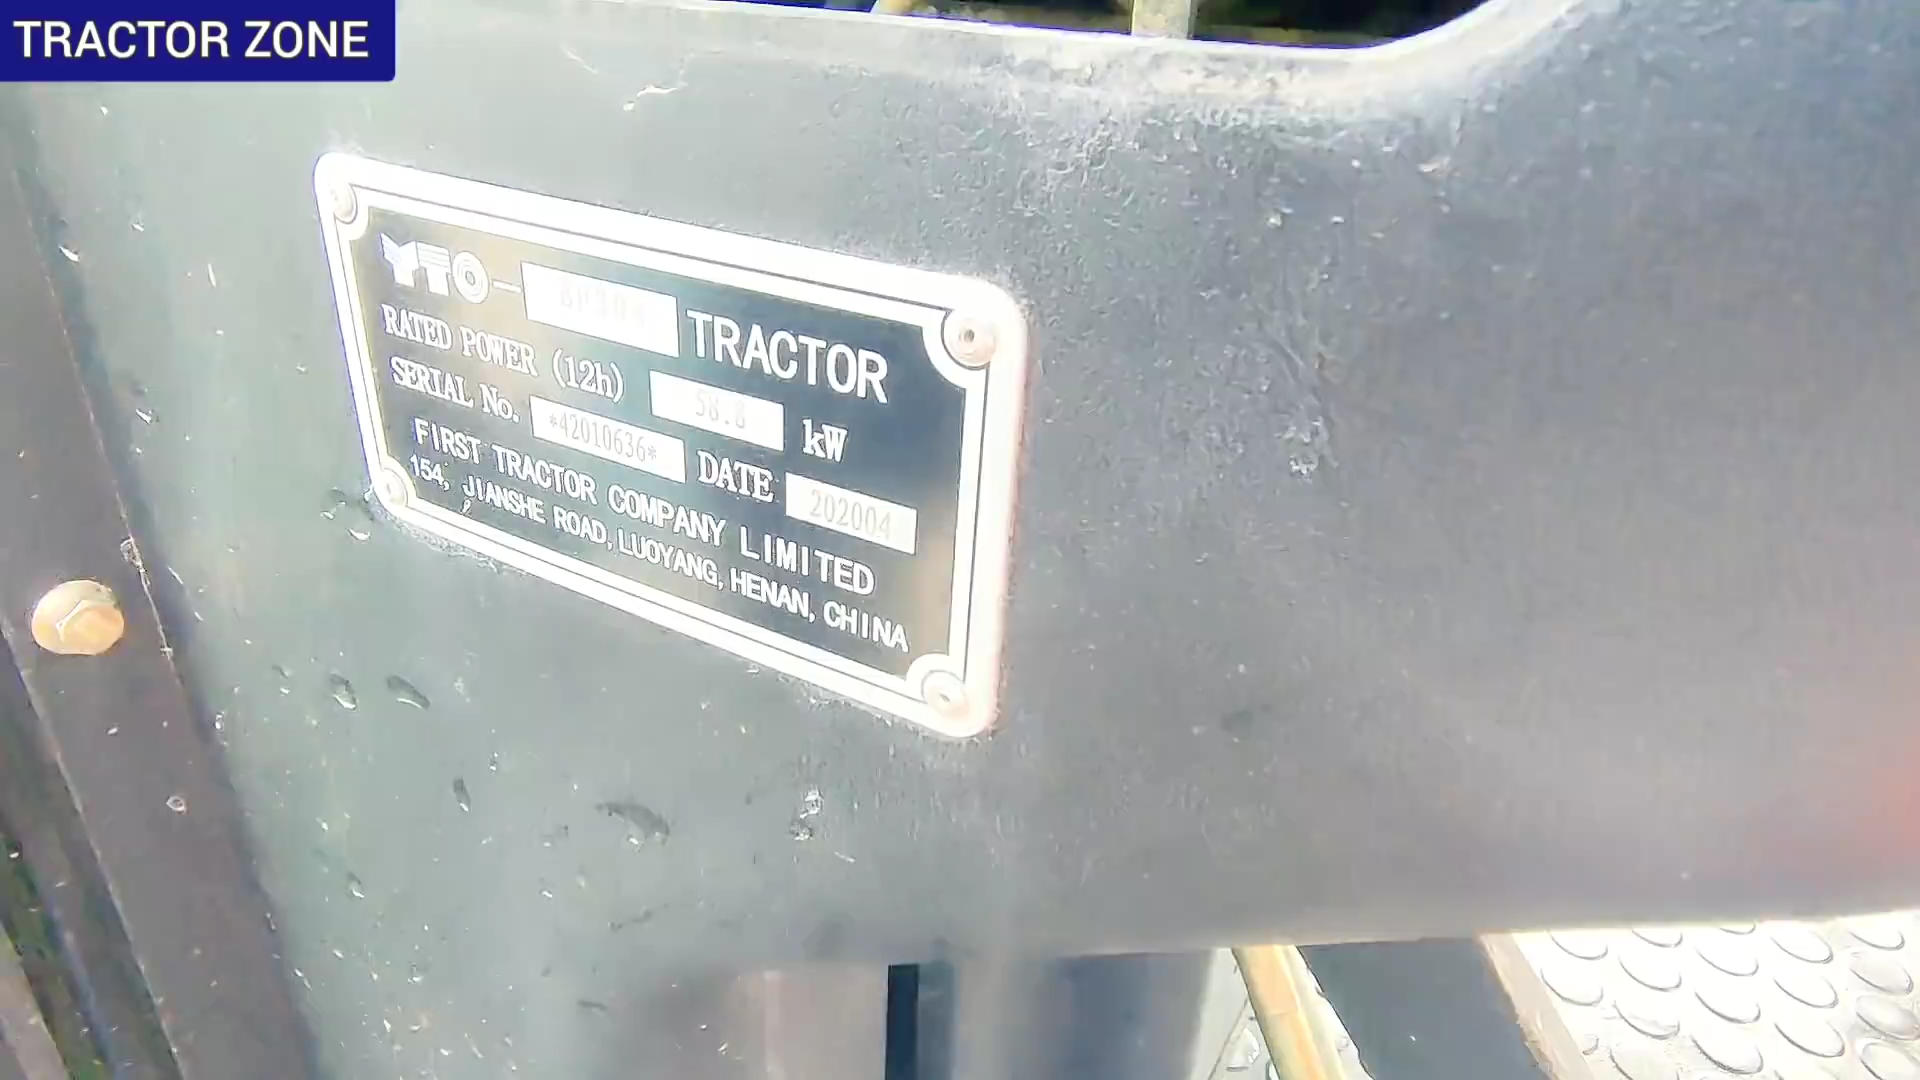 TRACTOR ZONE
YTO- TRACTOR
RATED POWER (12h) 58.8 kW
SERIAL No. *42010636* DATE 202004
FIRST TRACTOR COMPANY LIMITED
154, JIANSHE ROAD, LUOYANG, HENAN, CHINA